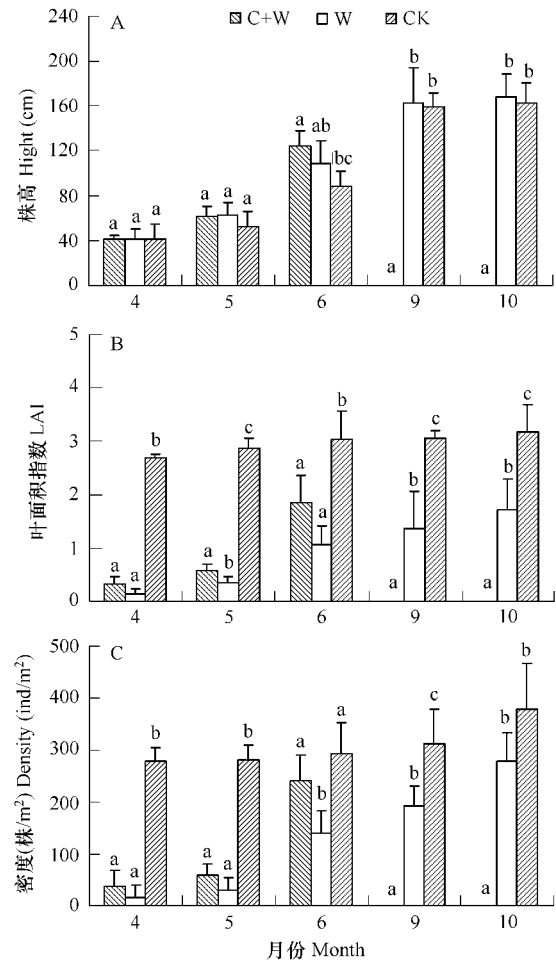 A C+W W CK
240
200
160
120
80
40
0
株高 Hight (cm)
a a a a a a a ab bc a b b a b b
4 5 6 9 10
B
5
4
3
2
1
0
叶面积指数 LAI
a a b a b c a a b a b c a b c
4 5 6 9 10
C
500
400
300
200
100
0
密度(株/m²) Density (ind/m²)
a a b a a b a b a a b c a b b
4 5 6 9 10
月份 Month